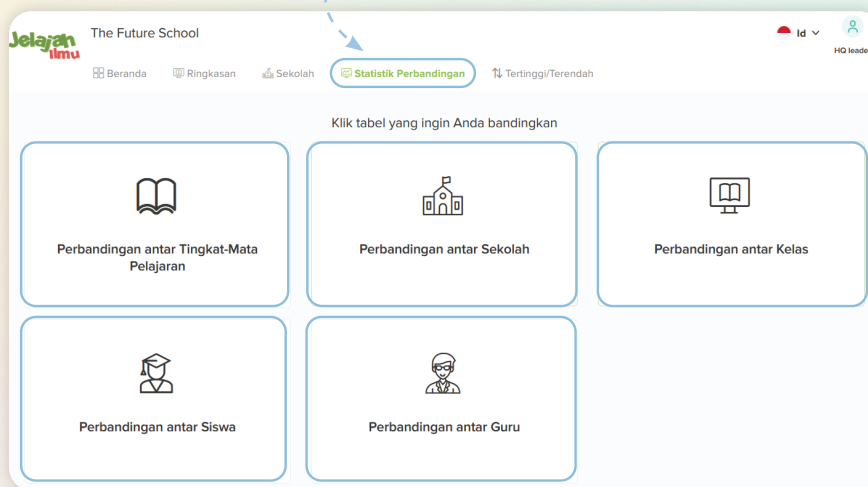 Jelajah
Ilmu
The Future School
Id
HQ leade
Beranda
Ringkasan
Sekolah
Statistik Perbandingan
Tertinggi/Terendah
Klik tabel yang ingin Anda bandingkan
Perbandingan antar Tingkat-Mata
Pelajaran
Perbandingan antar Sekolah
Perbandingan antar Kelas
Perbandingan antar Siswa
Perbandingan antar Guru